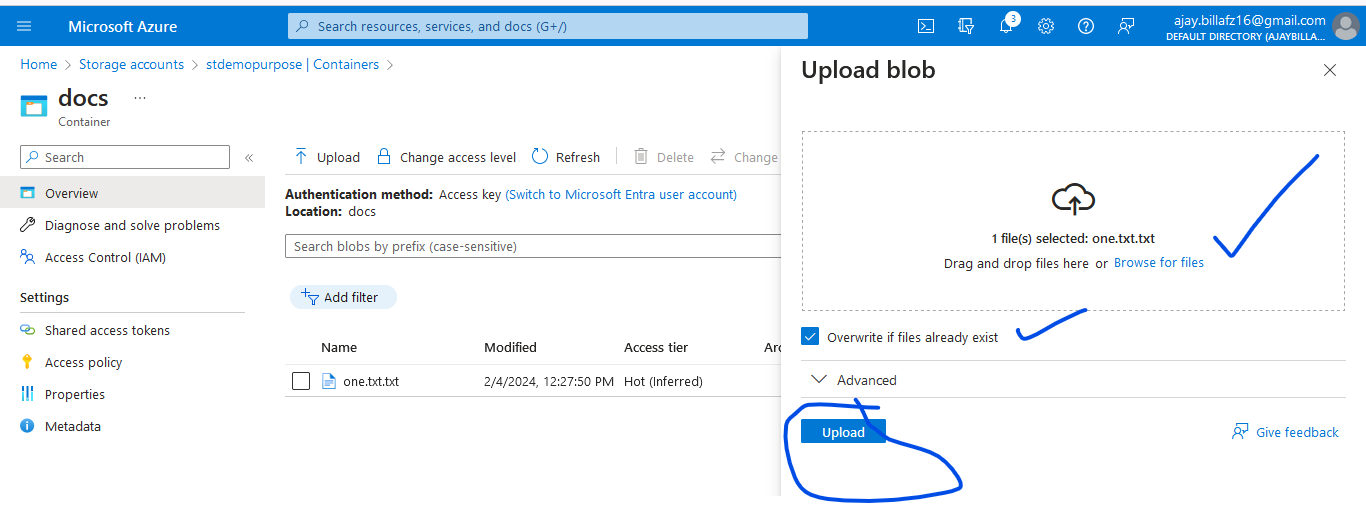 Microsoft Azure
Search resources, services, and docs (G+/)
3
ajay.billafz16@gmail.com
DEFAULT DIRECTORY (AJAYBILLA...
Home > Storage accounts > stdemopurpose | Containers >
docs ...
Container
Search
«
Overview
Diagnose and solve problems
Access Control (IAM)
Settings
Shared access tokens
Access policy
Properties
Metadata
Upload Change access level Refresh Delete Change
Authentication method: Access key (Switch to Microsoft Entra user account)
Location: docs
Search blobs by prefix (case-sensitive)
Add filter
Name Modified Access tier Arc
one.txt.txt 2/4/2024, 12:27:50 PM Hot (Inferred)
Upload blob
1 file(s) selected: one.txt.txt
Drag and drop files here or Browse for files
Overwrite if files already exist
Advanced
Upload
Give feedback